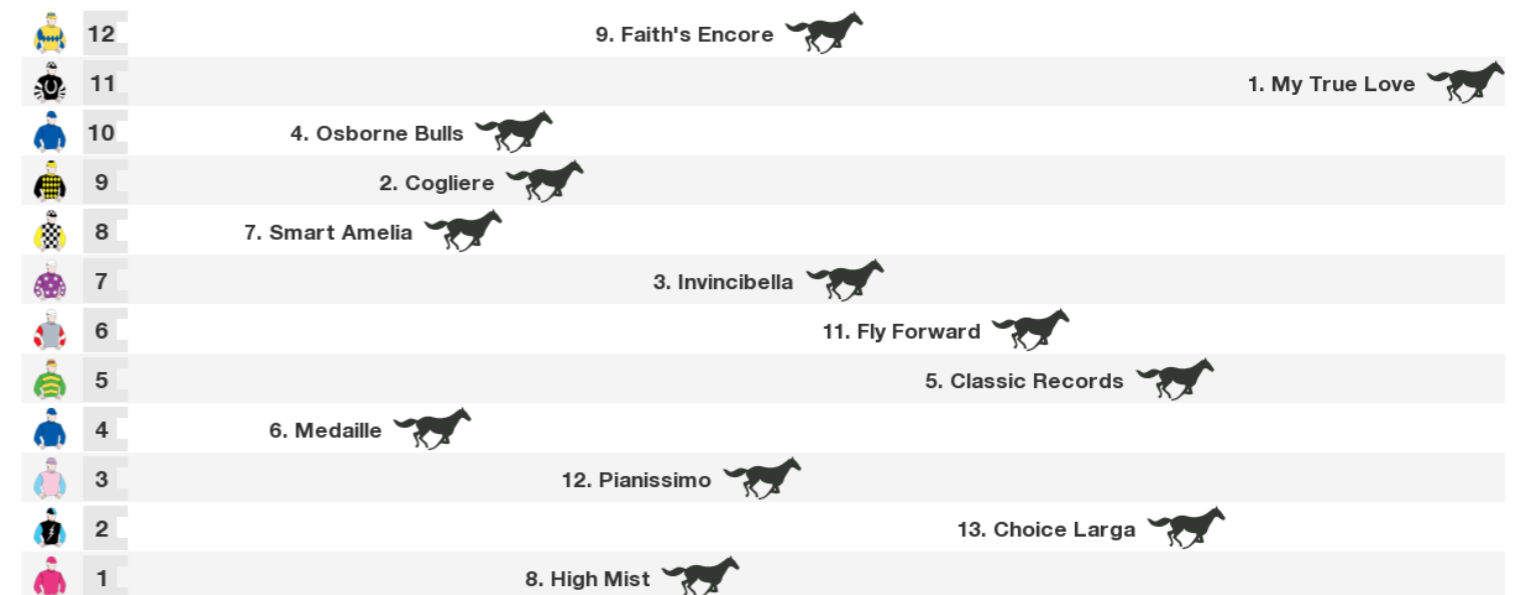 12 9. Faith's Encore
11 1. My True Love
10 4. Osborne Bulls
9 2. Cogliere
8 7. Smart Amelia
7 3. Invincibella
6 11. Fly Forward
5 5. Classic Records
4 6. Medaille
3 12. Pianissimo
2 13. Choice Larga
1 8. High Mist